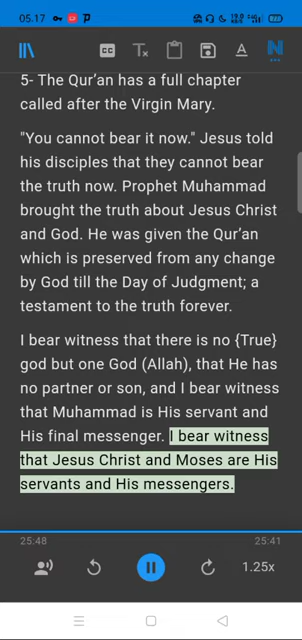 05.17
CC
5- The Qur'an has a full chapter
called after the Virgin Mary.
"You cannot bear it now." Jesus told
his disciples that they cannot bear
the truth now. Prophet Muhammad
brought the truth about Jesus Christ
and God. He was given the Qur'an
which is preserved from any change
by God till the Day of Judgment; a
testament to the truth forever.
I bear witness that there is no {True}
god but one God (Allah), that He has
no partner or son, and I bear witness
that Muhammad is His servant and
His final messenger. I bear witness
that Jesus Christ and Moses are His
servants and His messengers.
25:48 25:41
1.25x